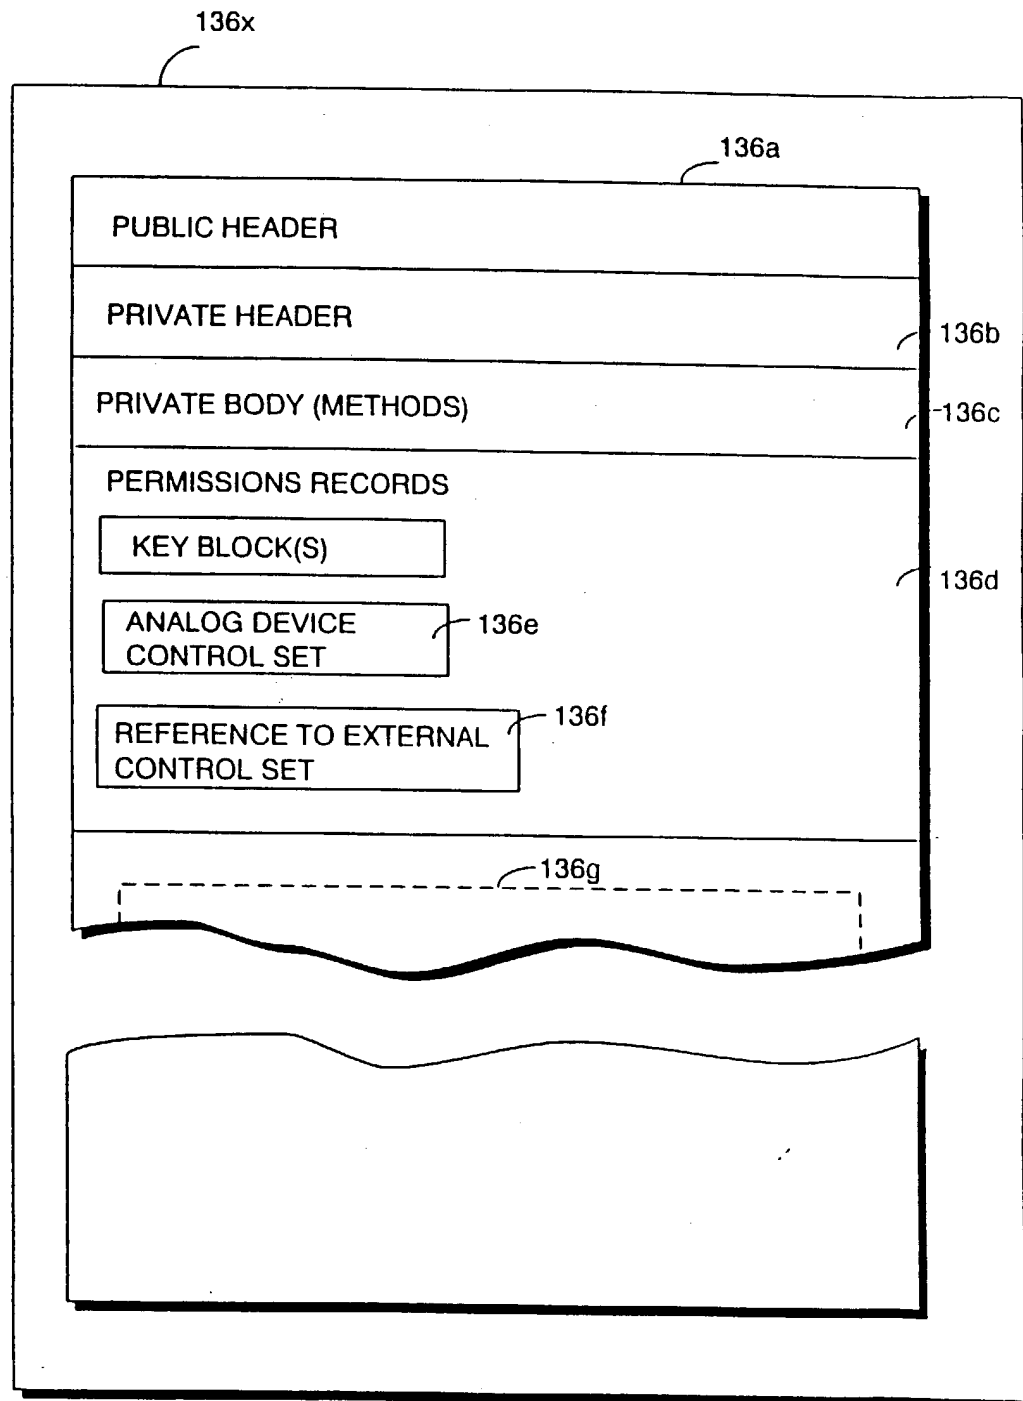 136x
136a
PUBLIC HEADER
PRIVATE HEADER
136b
PRIVATE BODY (METHODS)
136c
PERMISSIONS RECORDS
KEY BLOCK(S)
136d
ANALOG DEVICE
CONTROL SET
136e
REFERENCE TO EXTERNAL
CONTROL SET
136f
136g